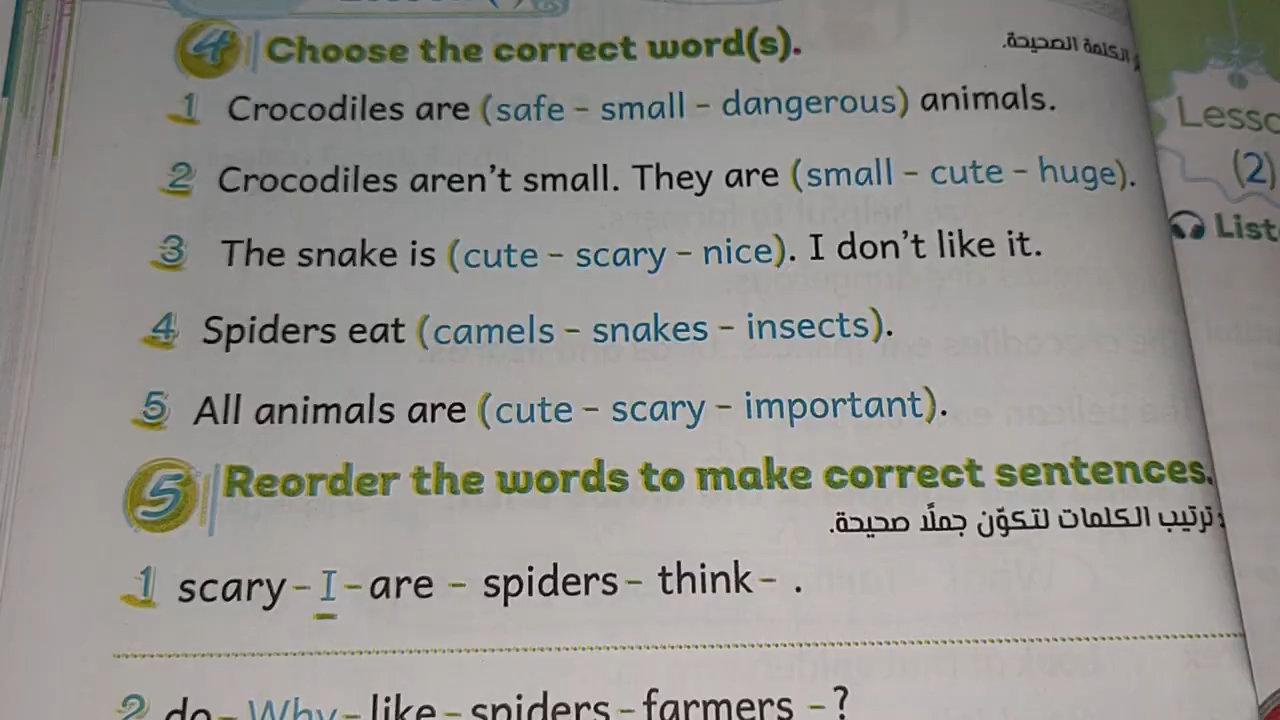 4 Choose the correct word(s).
الكلمة الصحيحة.
1 Crocodiles are (safe – small – dangerous) animals.
2 Crocodiles aren't small. They are (small – cute – huge).
3 The snake is (cute – scary – nice). I don't like it.
4 Spiders eat (camels – snakes – insects).
5 All animals are (cute – scary – important).
5 Reorder the words to make correct sentences.
ترتيب الكلمات لتكوّن جملًا صحيحة.
1 scary – I – are – spiders – think – .
2 do – Why – like – spiders – farmers – ?
(2)